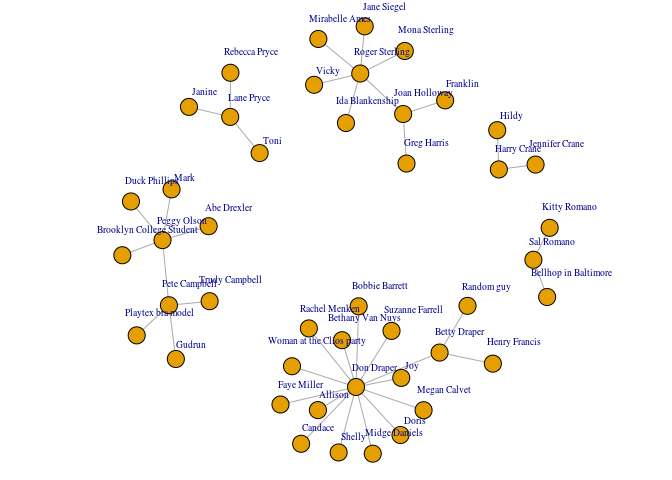 Jane Siegel
Mirabelle Ames
Mona Sterling
Rebecca Pryce
Roger Sterling
Vicky
Franklin
Janine
Joan Holloway
Lane Pryce
Ida Blankenship
Hildy
Toni
Greg Harris
Jennifer Crane
Harry Crane
Mark
Duck Phillips
Abe Drexler
Kitty Romano
Peggy Olson
Brooklyn College Student
Sal Romano
Bellhop in Baltimore
Trudy Campbell
Pete Campbell
Bobbie Barrett
Random guy
Rachel Menken
Suzanne Farrell
Playtex bra model
Bethany Van Nuys
Betty Draper
Woman at the Clios party
Henry Francis
Gudrun
Don Draper
Joy
Faye Miller
Megan Calvet
Allison
Doris
Candace
Midge Daniels
Shelly